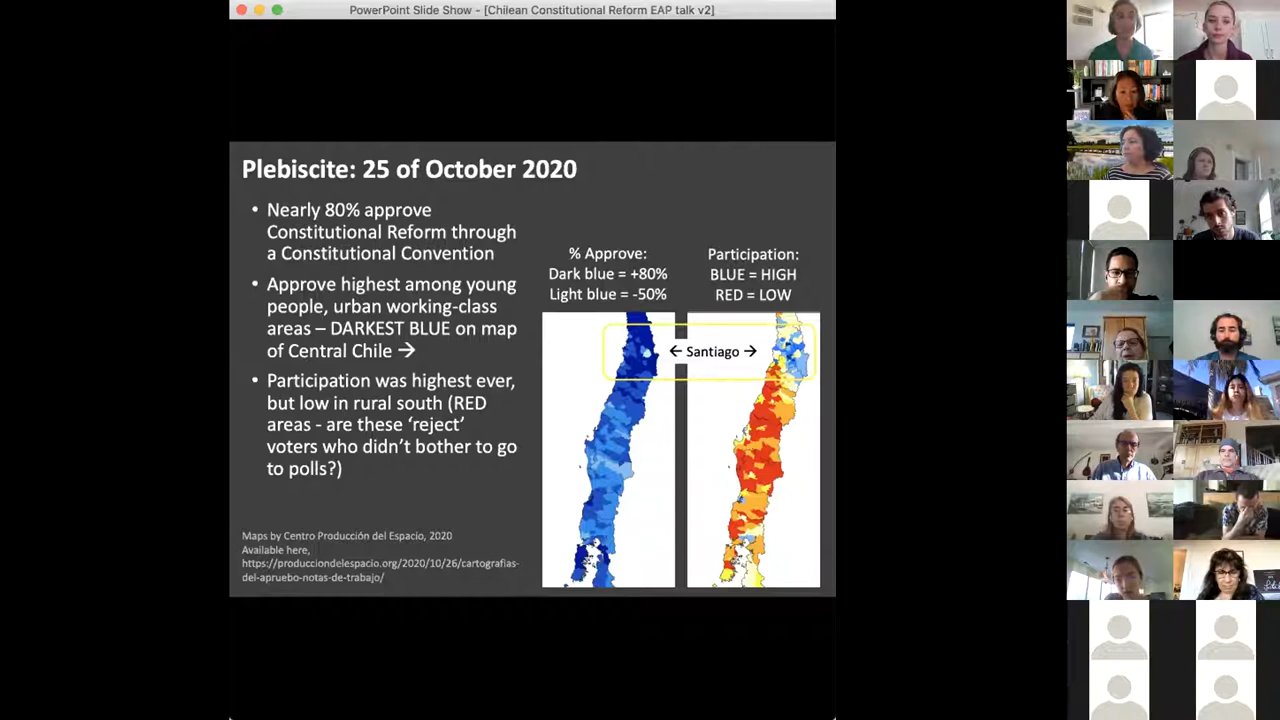 PowerPoint Slide Show - [Chilean Constitutional Reform EAP talk v2]
Plebiscite: 25 of October 2020
• Nearly 80% approve
Constitutional Reform through
a Constitutional Convention
• Approve highest among young
people, urban working-class
areas – DARKEST BLUE on map
of Central Chile →
• Participation was highest ever,
but low in rural south (RED
areas - are these ‘reject’
voters who didn’t bother to go
to polls?)
% Approve:
Dark blue = +80%
Light blue = -50%
Participation:
BLUE = HIGH
RED = LOW
← Santiago →
Maps by Centro Producción del Espacio, 2020
Available here,
https://producciondelespacio.org/2020/10/26/cartografias-
del-apruebo-notas-de-trabajo/